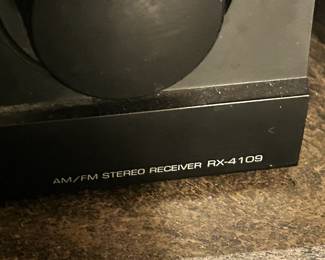 AM/FM STEREO RECEIVER RX-4109